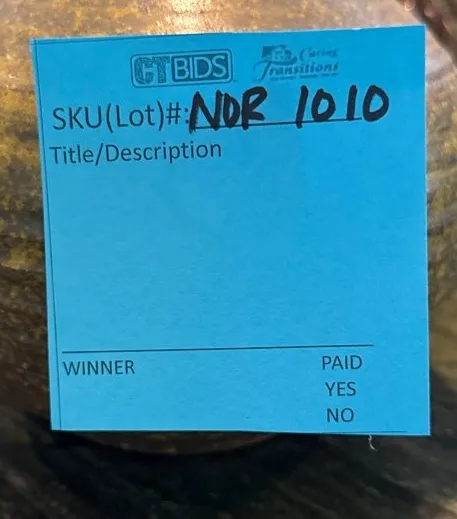 CTBIDS Caring Transitions
SKU(Lot)#: NDR 1010
Title/Description
WINNER PAID
YES
NO